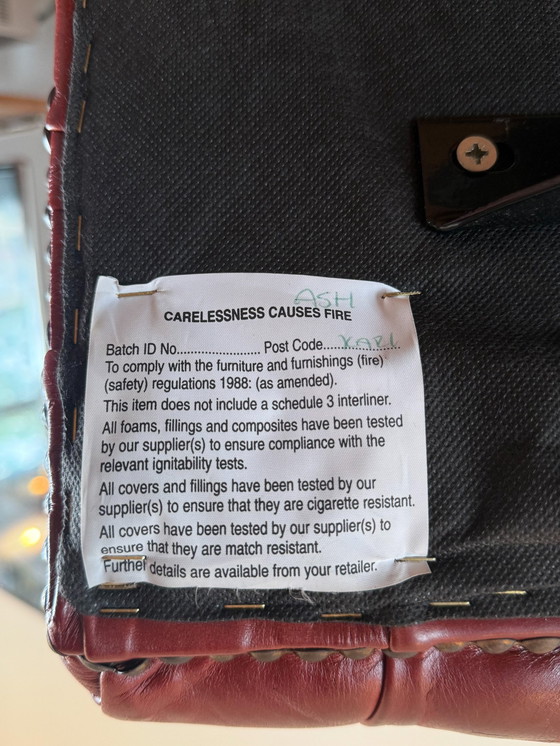 ASH
CARELESSNESS CAUSES FIRE
Batch ID No........................ Post Code...KARL...
To comply with the furniture and furnishings (fire)
(safety) regulations 1988: (as amended).
This item does not include a schedule 3 interliner.
All foams, fillings and composites have been tested
by our supplier(s) to ensure compliance with the
relevant ignitability tests.
All covers and fillings have been tested by our
supplier(s) to ensure that they are cigarette resistant.
All covers have been tested by our supplier(s) to
ensure that they are match resistant.
Further details are available from your retailer.